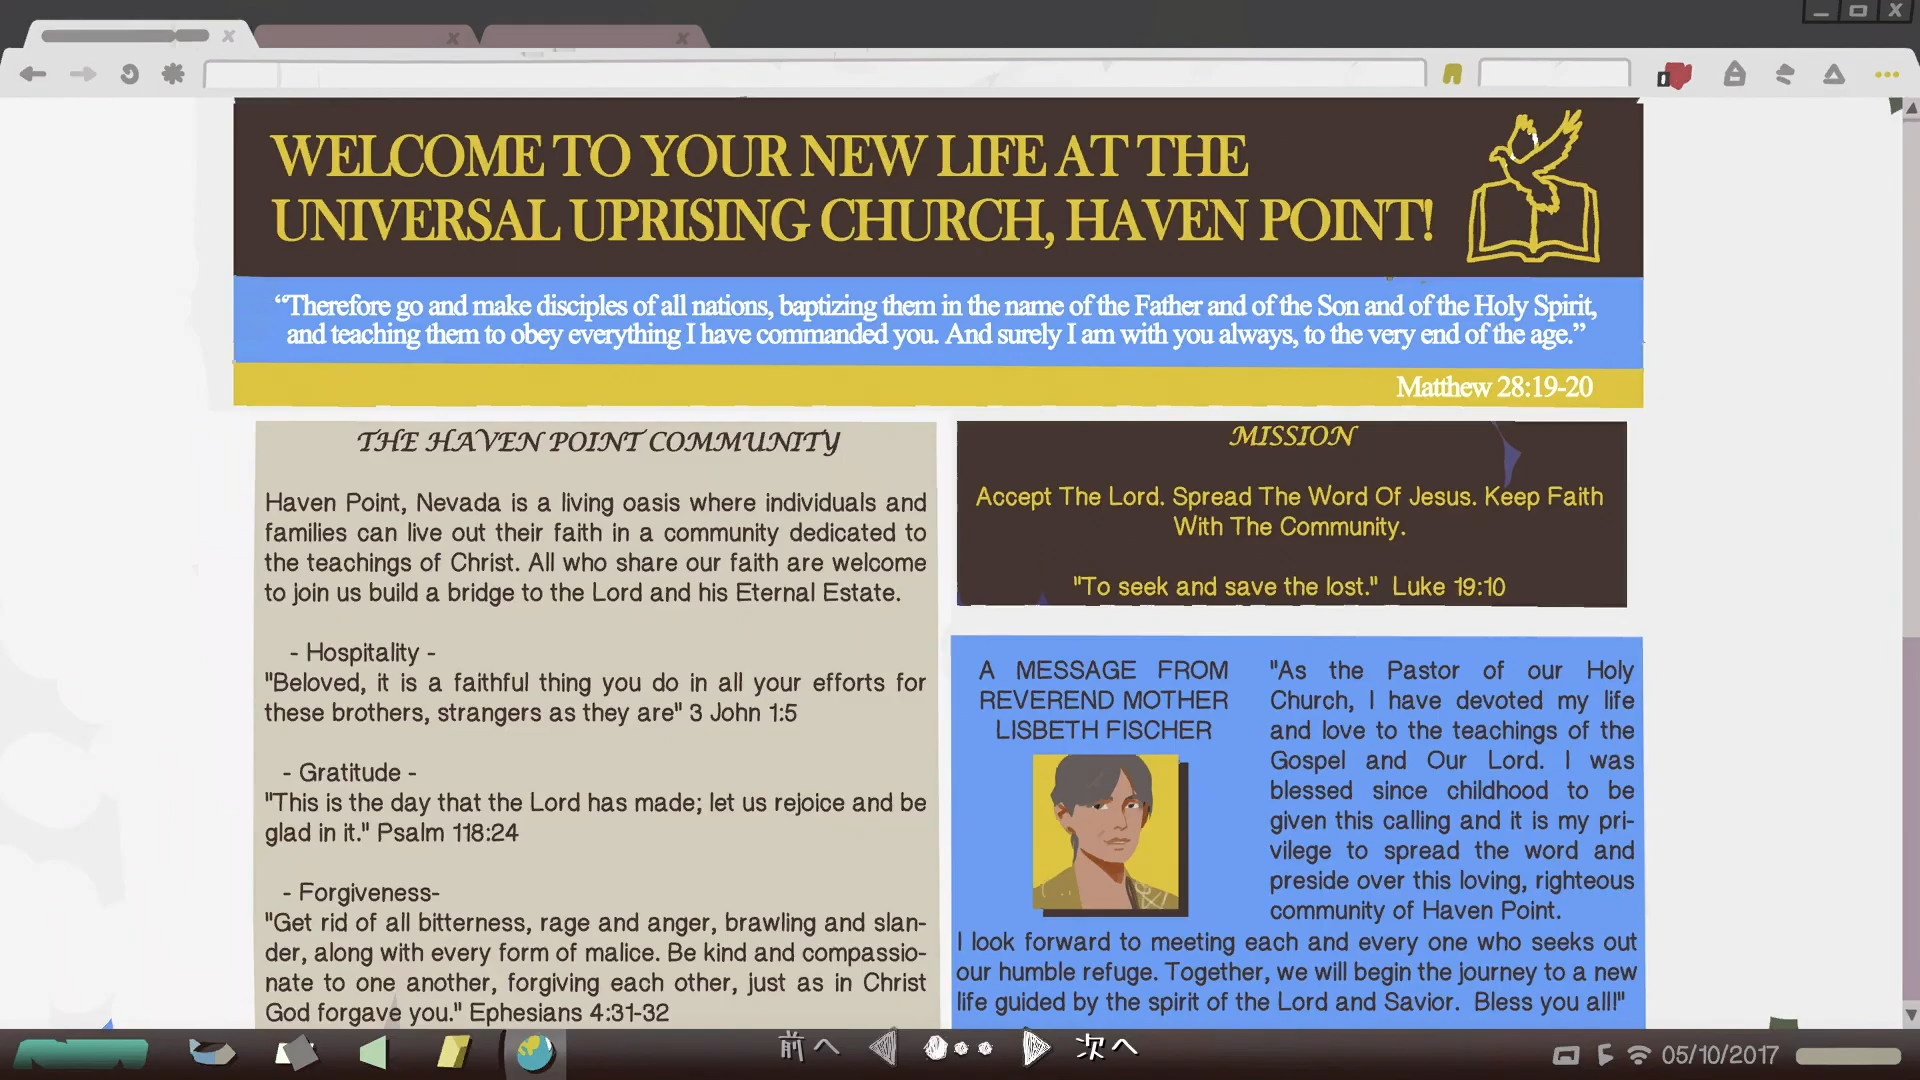 WELCOME TO YOUR NEW LIFE AT THE
UNIVERSAL UPRISING CHURCH, HAVEN POINT!
“Therefore go and make disciples of all nations, baptizing them in the name of the Father and of the Son and of the Holy Spirit,
and teaching them to obey everything I have commanded you. And surely I am with you always, to the very end of the age.”
Matthew 28:19-20
THE HAVEN POINT COMMUNITY
Haven Point, Nevada is a living oasis where individuals and
families can live out their faith in a community dedicated to
the teachings of Christ. All who share our faith are welcome
to join us build a bridge to the Lord and his Eternal Estate.
- Hospitality -
"Beloved, it is a faithful thing you do in all your efforts for
these brothers, strangers as they are" 3 John 1:5
- Gratitude -
"This is the day that the Lord has made; let us rejoice and be
glad in it." Psalm 118:24
- Forgiveness-
"Get rid of all bitterness, rage and anger, brawling and slan-
der, along with every form of malice. Be kind and compassio-
nate to one another, forgiving each other, just as in Christ
God forgave you." Ephesians 4:31-32
MISSION
Accept The Lord. Spread The Word Of Jesus. Keep Faith
With The Community.
"To seek and save the lost." Luke 19:10
A MESSAGE FROM
REVEREND MOTHER
LISBETH FISCHER
"As the Pastor of our Holy
Church, I have devoted my life
and love to the teachings of the
Gospel and Our Lord. I was
blessed since childhood to be
given this calling and it is my pri-
vilege to spread the word and
preside over this loving, righteous
community of Haven Point.
I look forward to meeting each and every one who seeks out
our humble refuge. Together, we will begin the journey to a new
life guided by the spirit of the Lord and Savior. Bless you all!"
前へ
次へ
05/10/2017